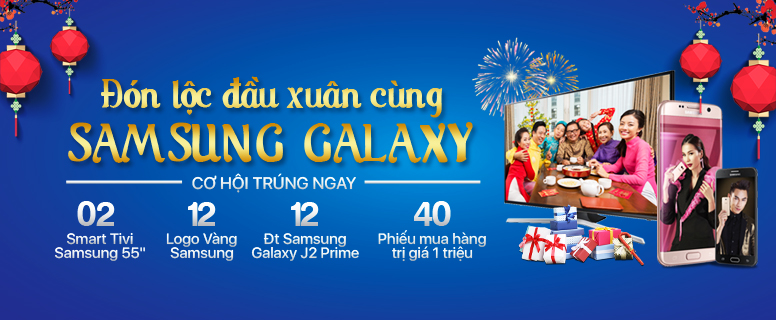 Đón lộc đầu xuân cùng
SAMSUNG GALAXY
CƠ HỘI TRÚNG NGAY
02
Smart Tivi
Samsung 55"
12
Logo Vàng
Samsung
12
Đt Samsung
Galaxy J2 Prime
40
Phiếu mua hàng
trị giá 1 triệu